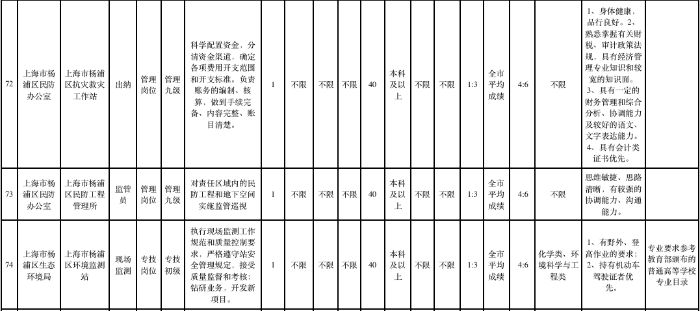 72
上海市杨
浦区民防
办公室
上海市杨浦
区抗灾救灾
工作站
出纳
管理
岗位
管理
九级
科学配置资金，分
清资金渠道，确定
各项费用开支范围
和开支标准。负责
账务的编制、核
算，做到手续完
备、内容完整、账
目清楚。
1
不限
不限
不限
40
本科
及以
上
不限
不限
1:3
全市
平均
成绩
4:6
不限
1、身体健康，
品行良好。2、
熟悉掌握有关财
税、审计政策法
规，具有经济管
理专业知识和较
宽的知识面。
3、具有一定的
财务管理和综合
分析、协调能力
及较好的语文、
文字表达能力。
4、具有会计类
证书优先。
73
上海市杨
浦区民防
办公室
上海市杨浦
区民防工程
管理所
监管
员
管理
岗位
管理
九级
对责任区域内的民
防工程和地下空间
实施监管巡视
1
不限
不限
不限
40
本科
及以
上
不限
不限
1:3
全市
平均
成绩
4:6
不限
思维敏捷、思路
清晰，有较强的
协调能力、沟通
能力。
74
上海市杨
浦区生态
环境局
上海市杨浦
区环境监测
站
现场
监测
专技
岗位
专技
初级
执行现场监测工作
规范和质量控制要
求，严格遵守站安
全管理规定，接受
质量监督和考核；
钻研业务，开发新
项目。
1
不限
不限
不限
40
本科
及以
上
不限
不限
1:3
全市
平均
成绩
4:6
化学类、环
境科学与工
程类
1、有野外、登
高作业的要求；
2、持有机动车
驾驶证者优
先。
专业要求参考
教育部颁布的
普通高等学校
专业目录